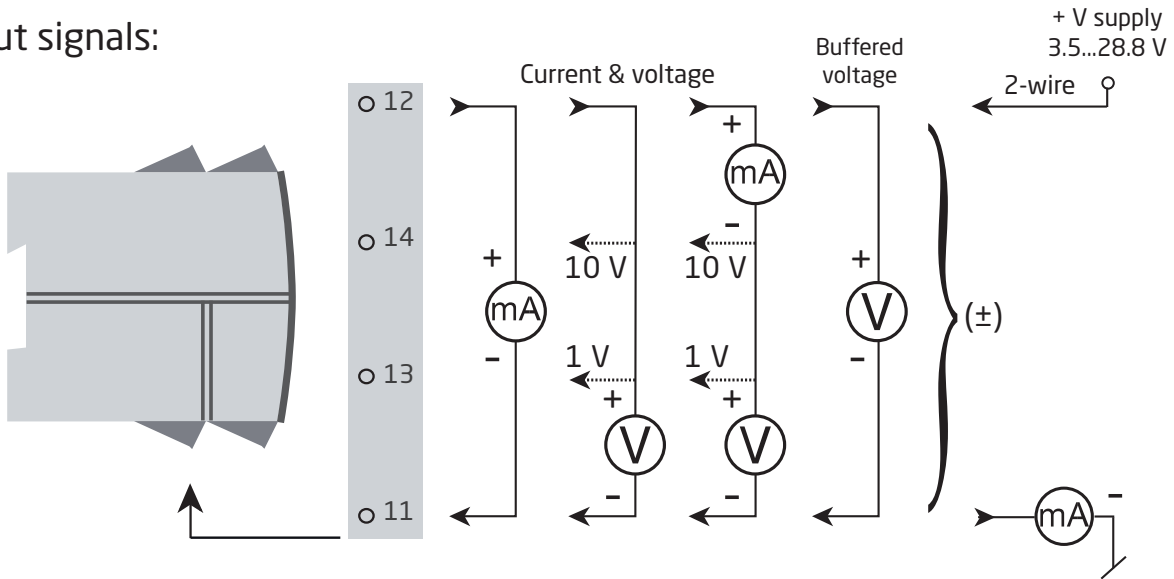 ut signals:
+ V supply
3.5...28.8 V
2-wire
Buffered
voltage
Current & voltage
12
14
13
11
+
mA
-
10 V
1 V
+
V
-
+
mA
-
10 V
1 V
+
V
-
+
V
-
(±)
mA
-